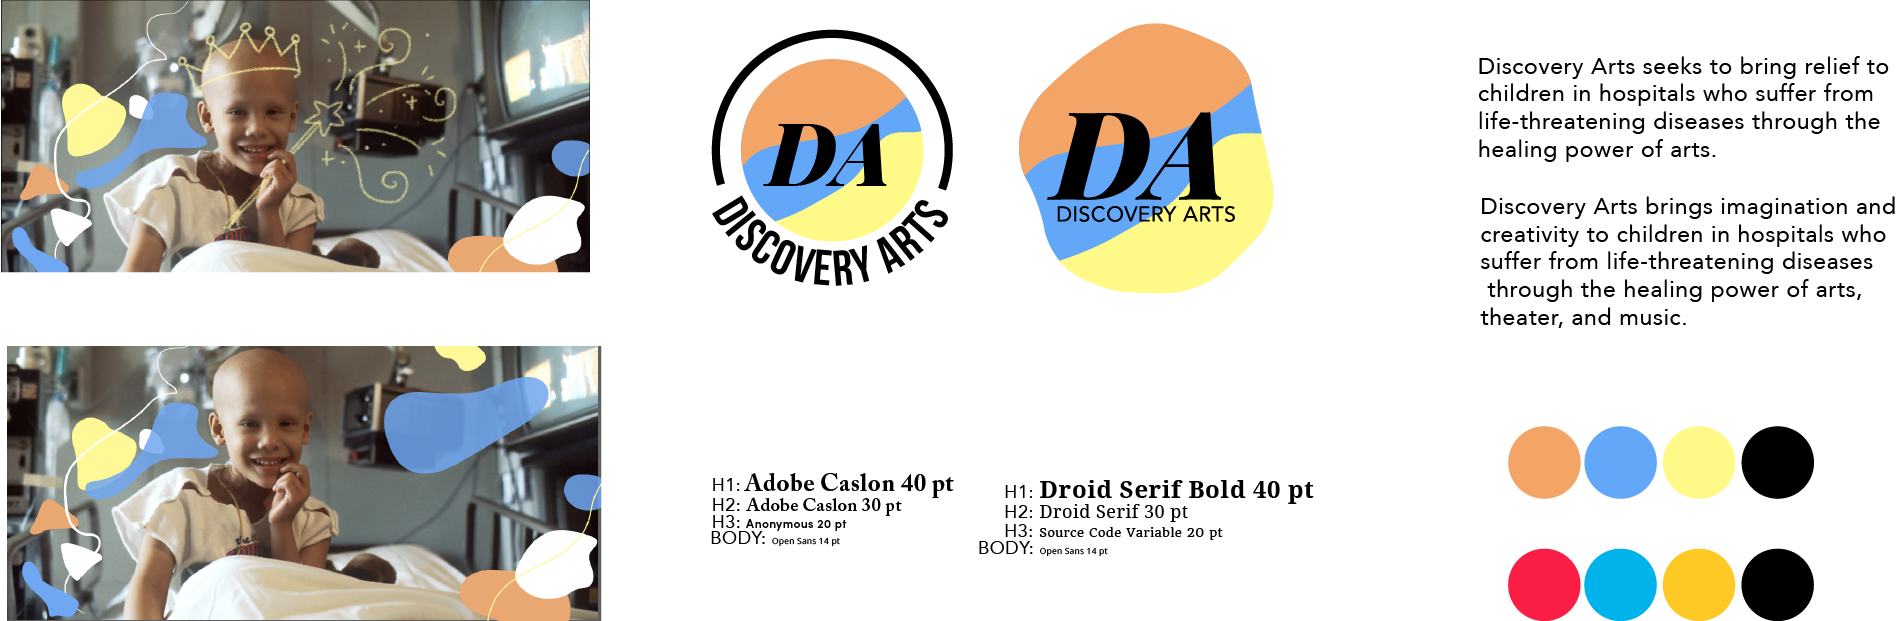 DA
DISCOVERY ARTS
DA
DISCOVERY ARTS
Discovery Arts seeks to bring relief to
children in hospitals who suffer from
life-threatening diseases through the
healing power of arts.
Discovery Arts brings imagination and
creativity to children in hospitals who
suffer from life-threatening diseases
through the healing power of arts,
theater, and music.
H1: Adobe Caslon 40 pt
H2: Adobe Caslon 30 pt
H3: Anonymous 20 pt
BODY: Open Sans 14 pt
H1: Droid Serif Bold 40 pt
H2: Droid Serif 30 pt
H3: Source Code Variable 20 pt
BODY: Open Sans 14 pt